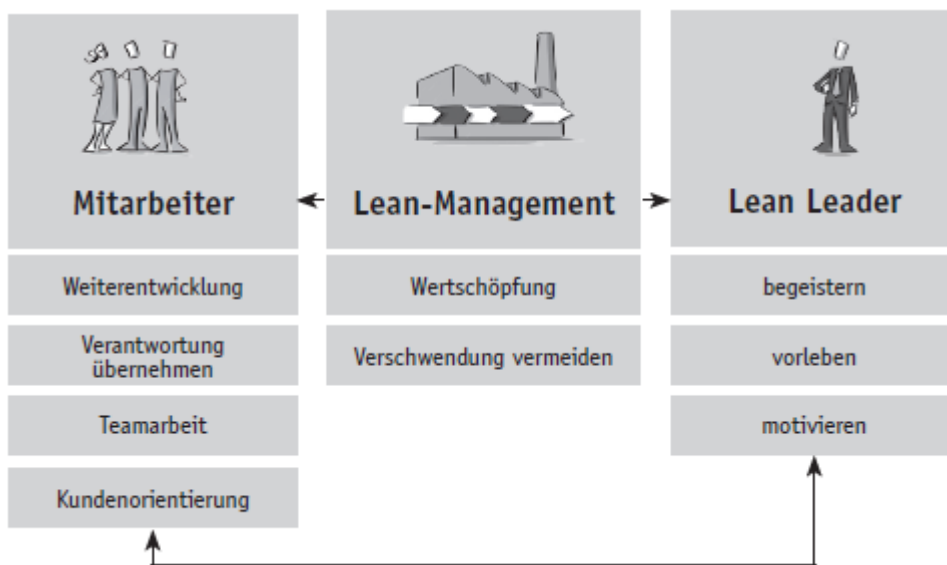 Mitarbeiter
Weiterentwicklung
Verantwortung
übernehmen
Teamarbeit
Kundenorientierung
Lean-Management
Wertschöpfung
Verschwendung vermeiden
Lean Leader
begeistern
vorleben
motivieren